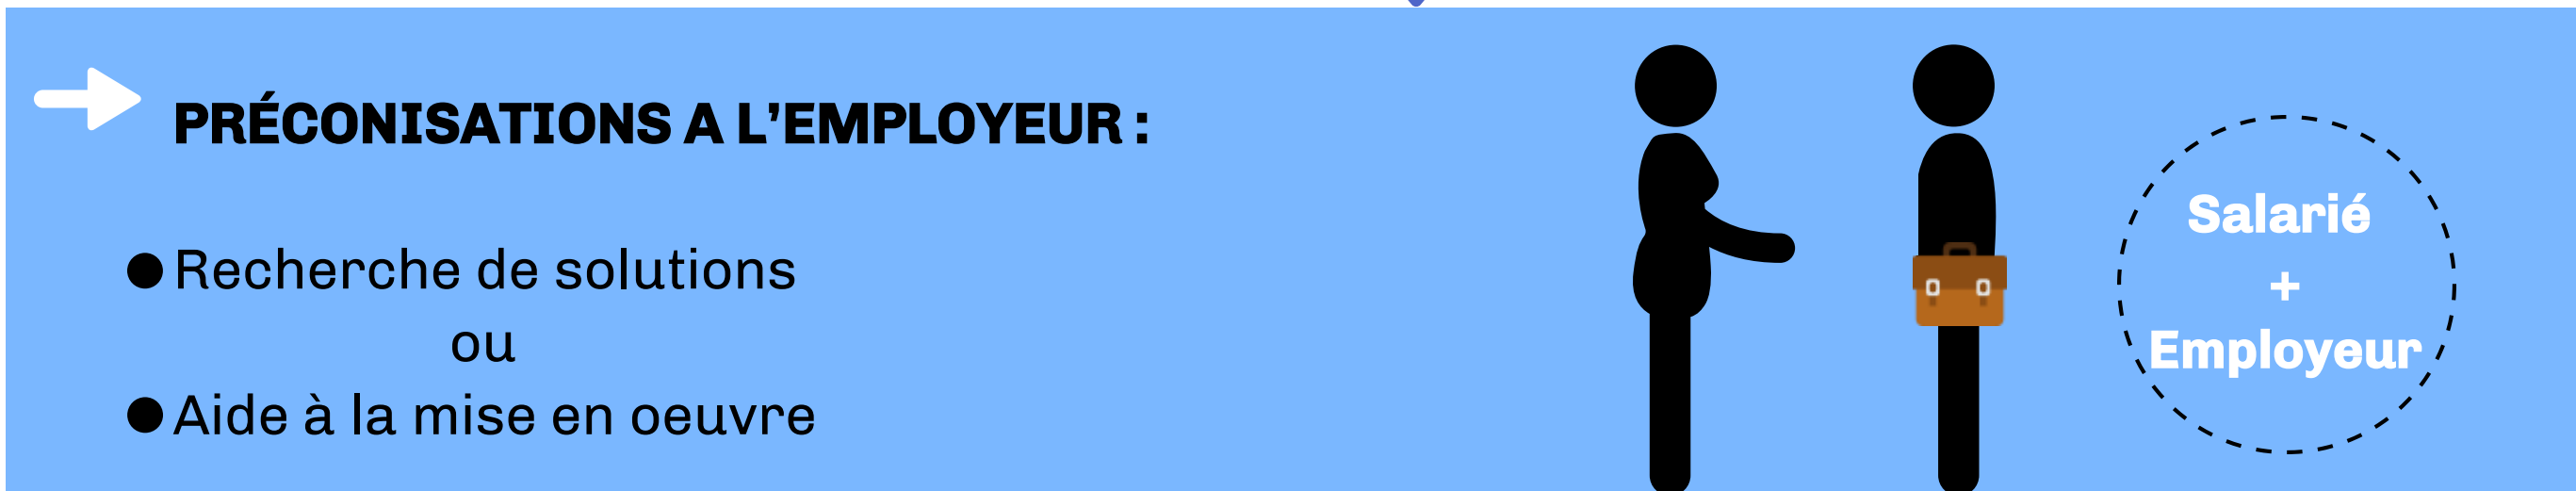 PRÉCONISATIONS A L’EMPLOYEUR :
● Recherche de solutions
ou
● Aide à la mise en oeuvre
Salarié
+
Employeur